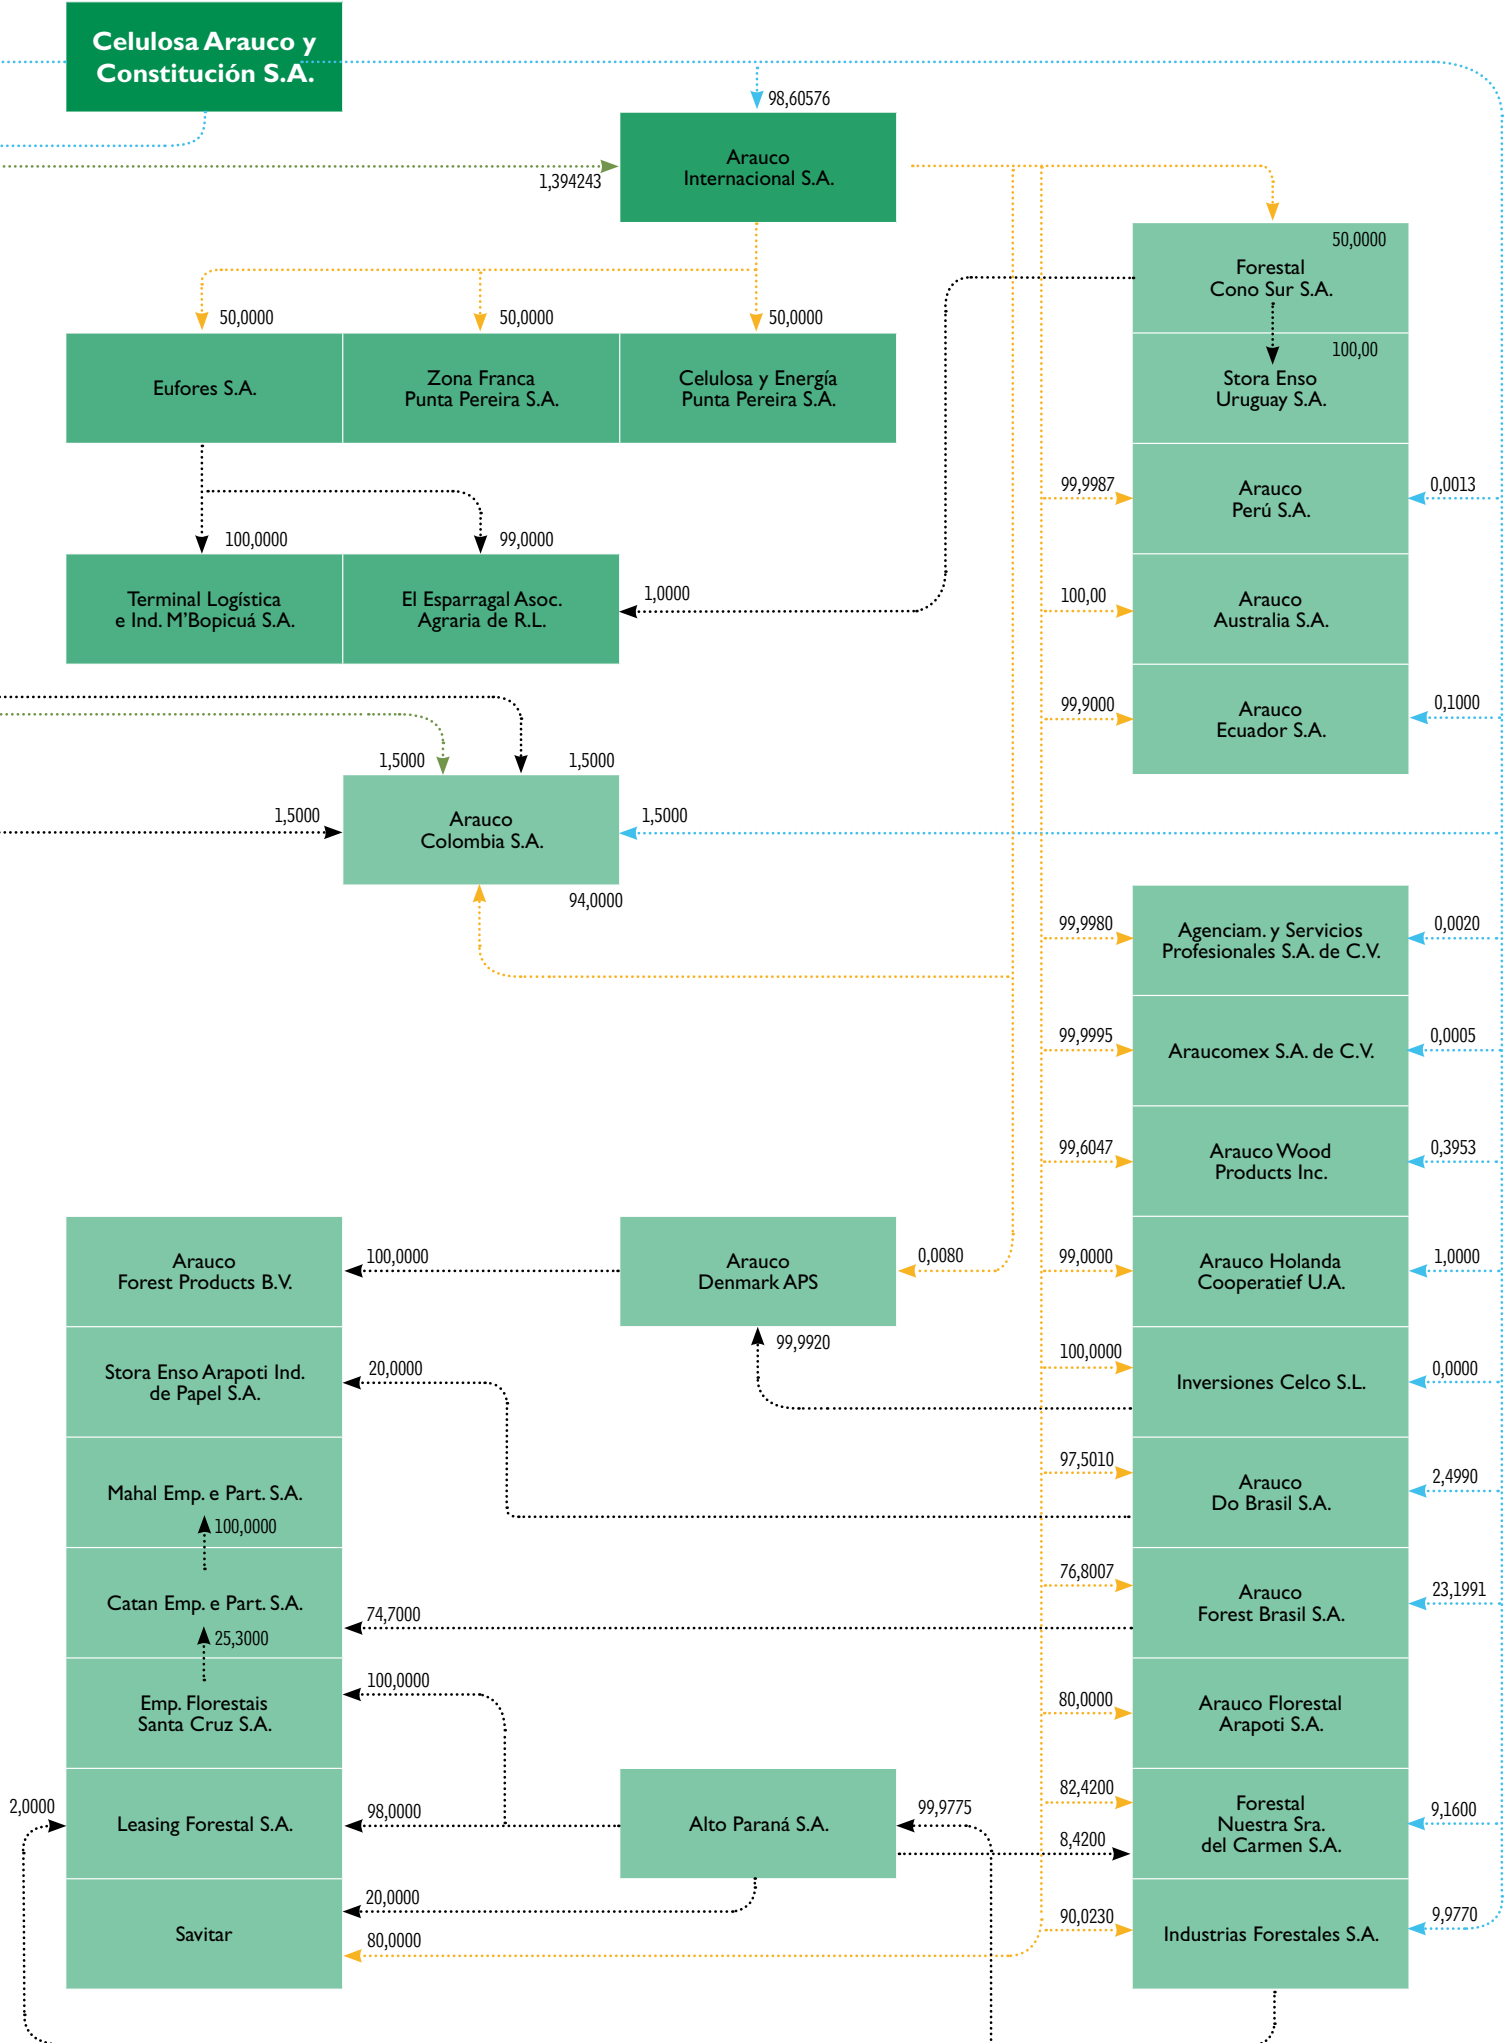 Celulosa Arauco y
Constitución S.A.
98,60576
Arauco
Internacional S.A.
1,394243
50,0000
Forestal
Cono Sur S.A.
50,0000
50,0000
50,0000
Eufores S.A.
Zona Franca
Punta Pereira S.A.
Celulosa y Energía
Punta Pereira S.A.
100,00
Stora Enso
Uruguay S.A.
99,9987
Arauco
Perú S.A.
0,0013
100,0000
99,0000
Terminal Logística
e Ind. M'Bopicuá S.A.
El Esparragal Asoc.
Agraria de R.L.
1,0000
100,00
Arauco
Australia S.A.
99,9000
Arauco
Ecuador S.A.
0,1000
1,5000
1,5000
1,5000
Arauco
Colombia S.A.
1,5000
94,0000
99,9980
Agenciam. y Servicios
Profesionales S.A. de C.V.
0,0020
99,9995
Araucomex S.A. de C.V.
0,0005
99,6047
Arauco Wood
Products Inc.
0,3953
Arauco
Forest Products B.V.
100,0000
Arauco
Denmark APS
0,0080
99,0000
Arauco Holanda
Cooperatief U.A.
1,0000
99,9920
Stora Enso Arapoti Ind.
de Papel S.A.
20,0000
100,0000
Inversiones Celco S.L.
0,0000
Mahal Emp. e Part. S.A.
100,0000
97,5010
Arauco
Do Brasil S.A.
2,4990
Catan Emp. e Part. S.A.
74,7000
25,3000
76,8007
Arauco
Forest Brasil S.A.
23,1991
Emp. Florestais
Santa Cruz S.A.
100,0000
80,0000
Arauco Florestal
Arapoti S.A.
2,0000
Leasing Forestal S.A.
98,0000
Alto Paraná S.A.
99,9775
82,4200
8,4200
Forestal
Nuestra Sra.
del Carmen S.A.
9,1600
Savitar
20,0000
80,0000
90,0230
Industrias Forestales S.A.
9,9770